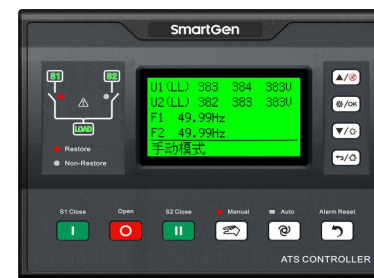 SmartGen
S1 S2
LOAD
Restore
Non-Restore
U1(LL) 383 384 383V
U2(LL) 382 383 383V
F1 49.99Hz
F2 49.99Hz
手动模式
/OK
S1 Close Open S2 Close Manual Auto Alarm Reset
I O II
ATS CONTROLLER